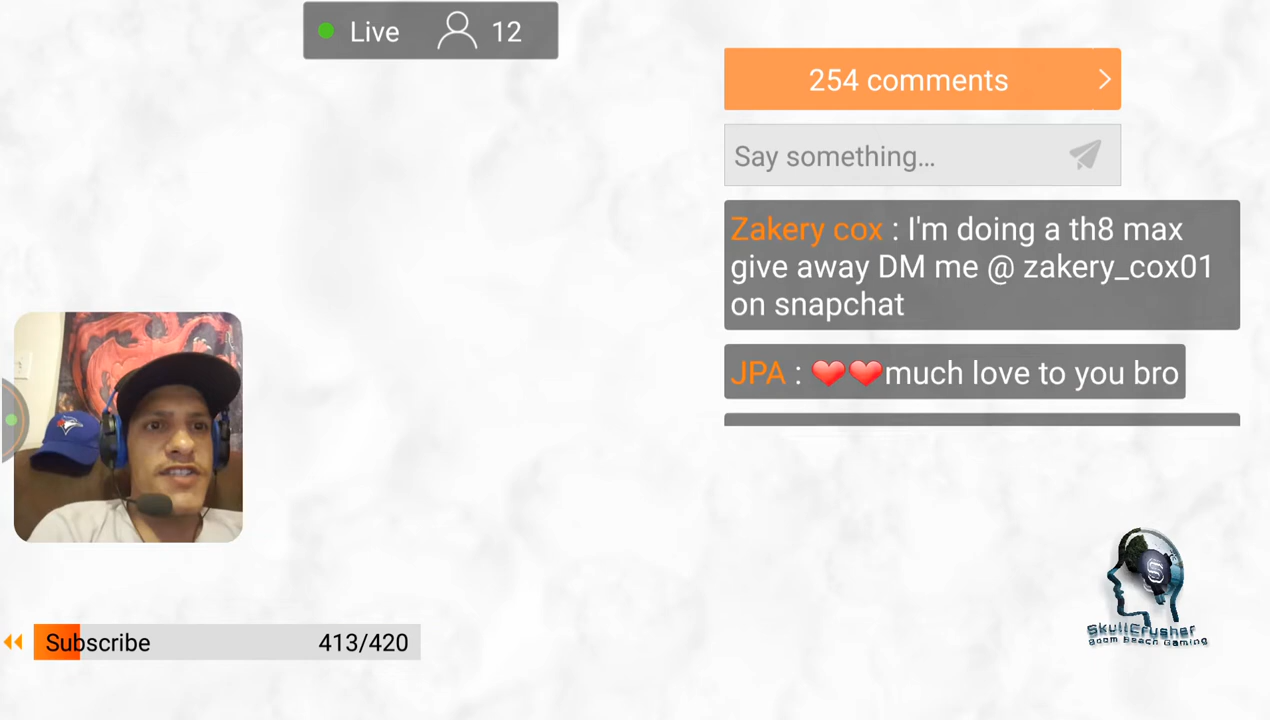 Live 12
254 comments
Say something...
Zakery cox : I'm doing a th8 max
give away DM me @ zakery_cox01
on snapchat
JPA : ❤️❤️much love to you bro
Subscribe 413/420
S
SkullCrusher
Boom Beach Gaming